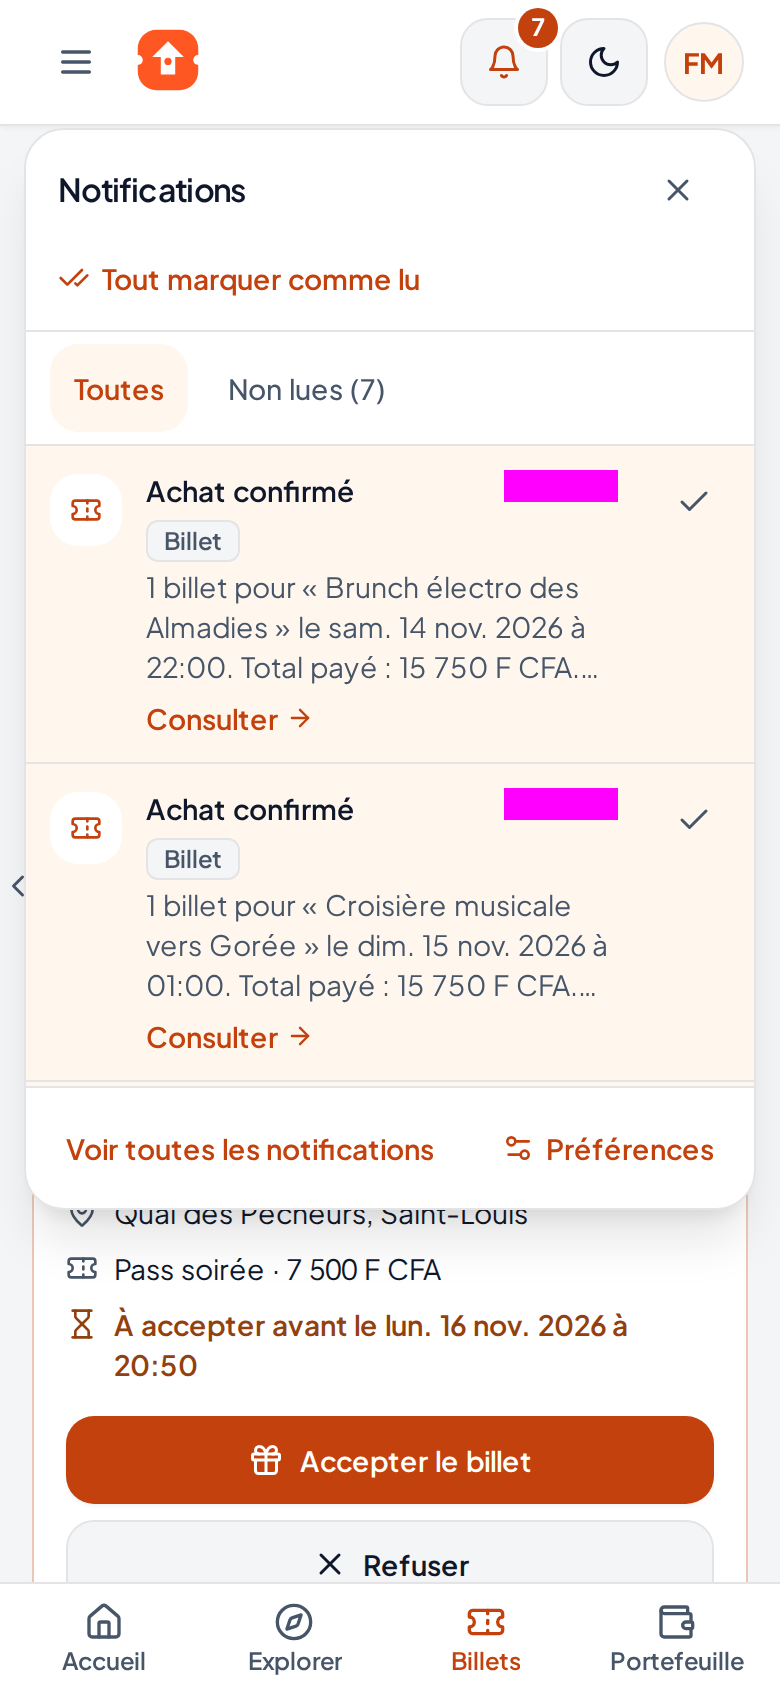 7
FM
Notifications
Tout marquer comme lu
Toutes
Non lues (7)
Achat confirmé
Billet
1 billet pour « Brunch électro des
Almadies » le sam. 14 nov. 2026 à
22:00. Total payé : 15 750 F CFA.…
Consulter
Achat confirmé
Billet
1 billet pour « Croisière musicale
vers Gorée » le dim. 15 nov. 2026 à
01:00. Total payé : 15 750 F CFA.…
Consulter
Voir toutes les notifications
Préférences
Quai des Pêcheurs, Saint-Louis
Pass soirée · 7 500 F CFA
À accepter avant le lun. 16 nov. 2026 à
20:50
Accepter le billet
Refuser
Accueil
Explorer
Billets
Portefeuille